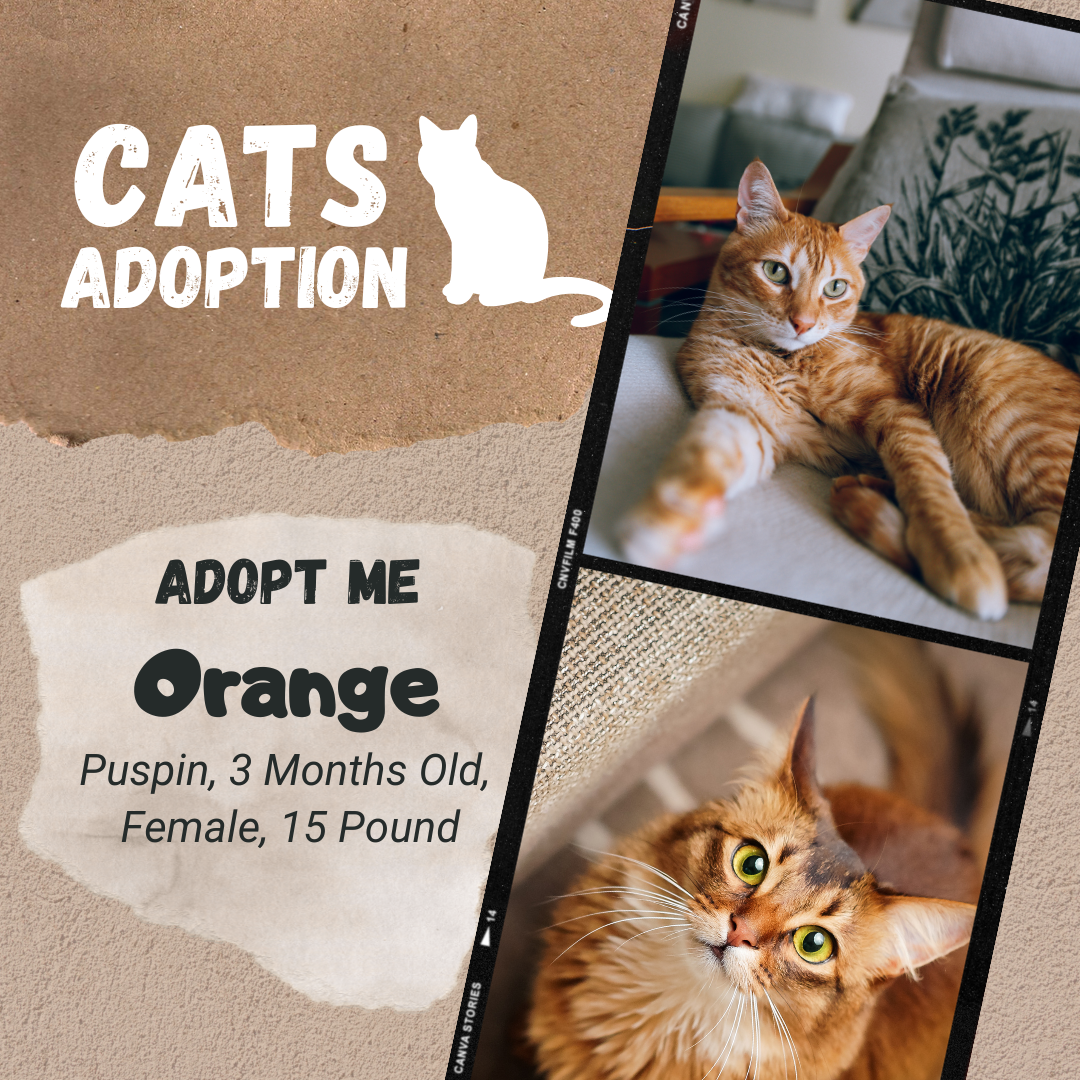 CATS
ADOPTION
ADOPT ME
Orange
Puspin, 3 Months Old,
Female, 15 Pound
CNVFILM F400
14
14
CANVA STORIES